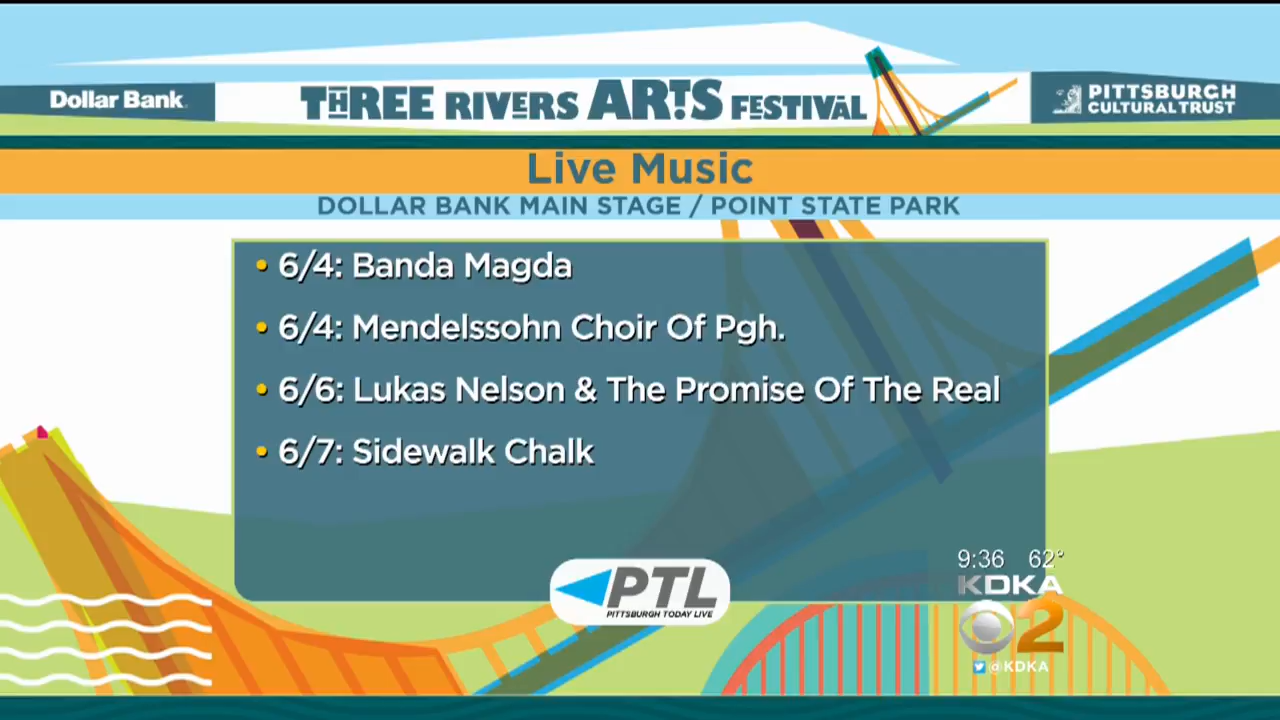 Dollar Bank
THREE RIVERS ARTS FESTIVAL
PITTSBURGH
CULTURAL TRUST
Live Music
DOLLAR BANK MAIN STAGE / POINT STATE PARK
• 6/4: Banda Magda
• 6/4: Mendelssohn Choir Of Pgh.
• 6/6: Lukas Nelson & The Promise Of The Real
• 6/7: Sidewalk Chalk
PTL
PITTSBURGH TODAY LIVE
9:36 62°
KDKA
2
@KDKA